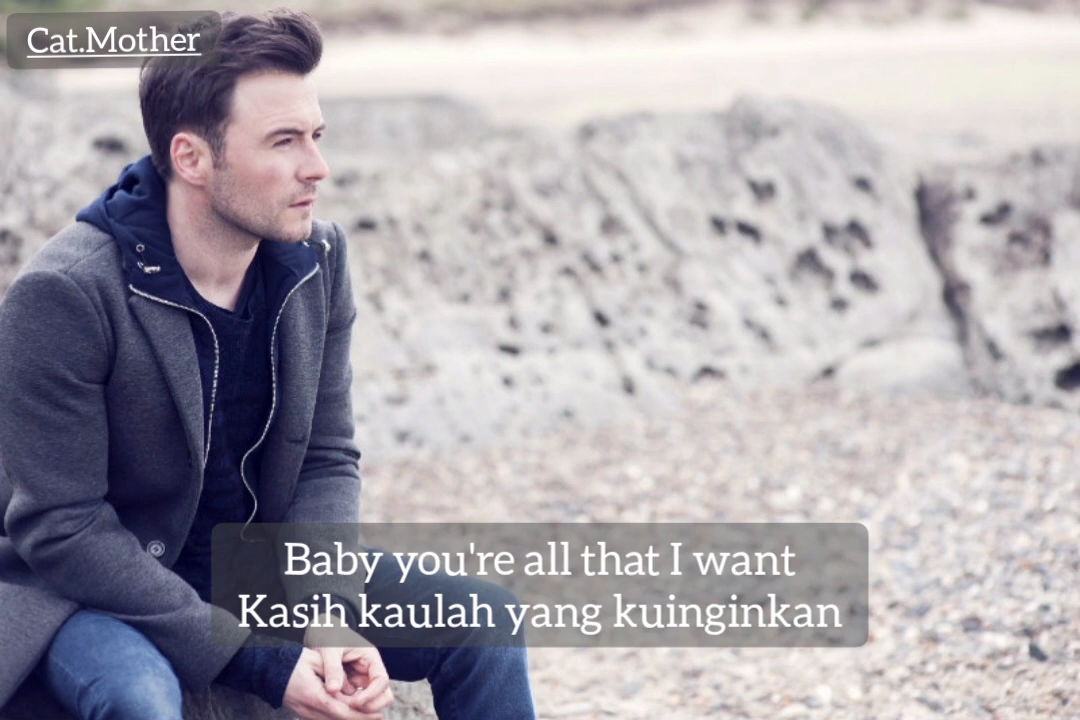 Cat.Mother
Baby you're all that I want
Kasih kaulah yang kuinginkan